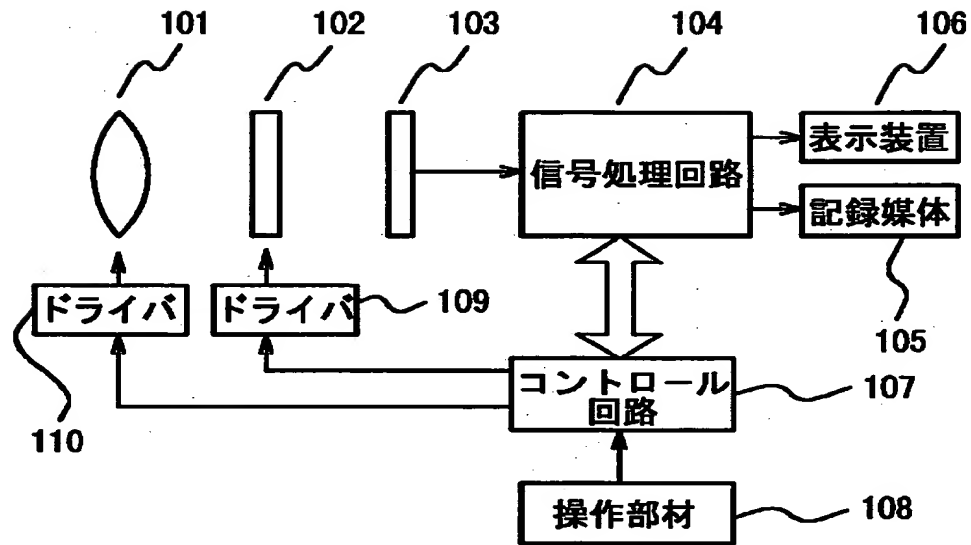 101
102
103
104
106
表示装置
信号処理回路
記録媒体
ドライバ
ドライバ
109
105
110
コントロール
回路
107
操作部材
108